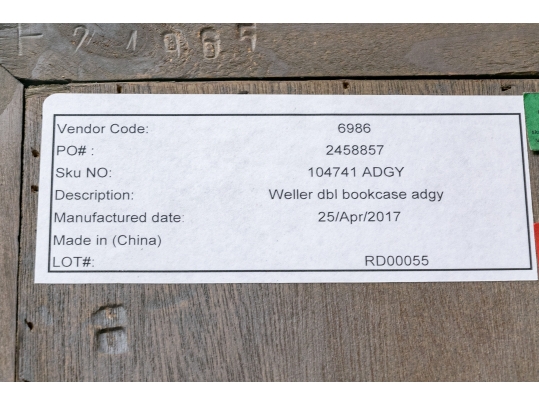 Vendor Code: 6986
PO# : 2458857
Sku NO: 104741 ADGY
Description: Weller dbl bookcase adgy
Manufactured date: 25/Apr/2017
Made in (China)
LOT#: RD00055